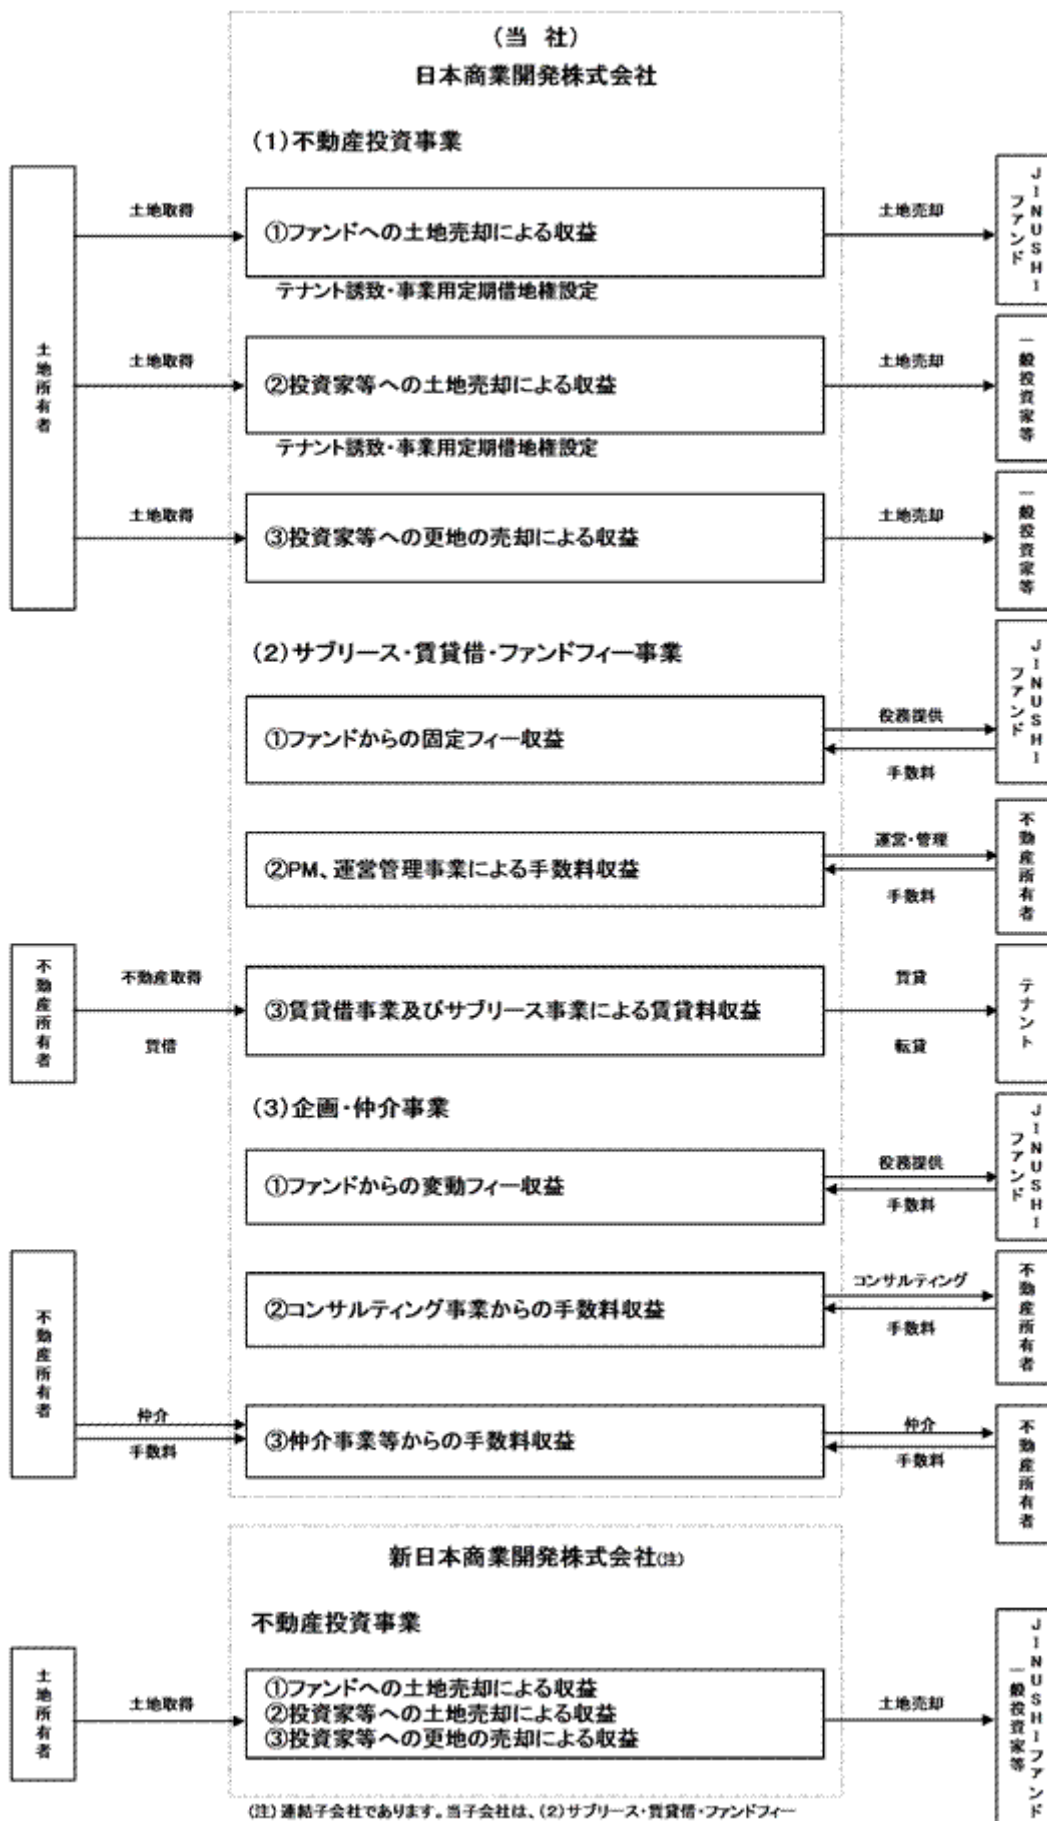 (当 社)
日本商業開発株式会社
(1)不動産投資事業
土地所有者
土地取得
①ファンドへの土地売却による収益
土地売却
JINUSHIファンド
テナント誘致・事業用定期借地権設定
土地取得
②投資家等への土地売却による収益
土地売却
一般投資家等
テナント誘致・事業用定期借地権設定
土地取得
③投資家等への更地の売却による収益
土地売却
一般投資家等
(2)サブリース・賃貸借・ファンドフィー事業
①ファンドからの固定フィー収益
役務提供
手数料
JINUSHIファンド
②PM、運営管理事業による手数料収益
運営・管理
手数料
不動産所有者
不動産所有者
不動産取得
賃借
③賃貸借事業及びサブリース事業による賃貸料収益
賃貸
転貸
テナント
(3)企画・仲介事業
①ファンドからの変動フィー収益
役務提供
手数料
JINUSHIファンド
不動産所有者
②コンサルティング事業からの手数料収益
コンサルティング
手数料
不動産所有者
仲介
手数料
③仲介事業等からの手数料収益
仲介
手数料
不動産所有者
新日本商業開発株式会社(注)
不動産投資事業
土地所有者
土地取得
①ファンドへの土地売却による収益
②投資家等への土地売却による収益
③投資家等への更地の売却による収益
土地売却
JINUSHIファンド
一般投資家等
(注)連結子会社であります。当子会社は、(2)サブリース・賃貸借・ファンドフィー